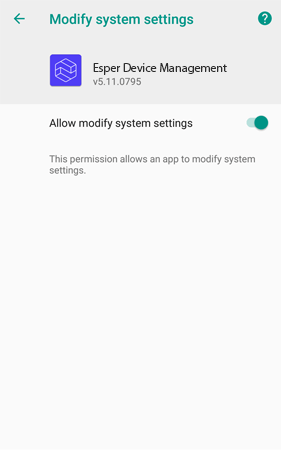 Modify system settings
Esper Device Management
v5.11.0795
Allow modify system settings
This permission allows an app to modify system
settings.